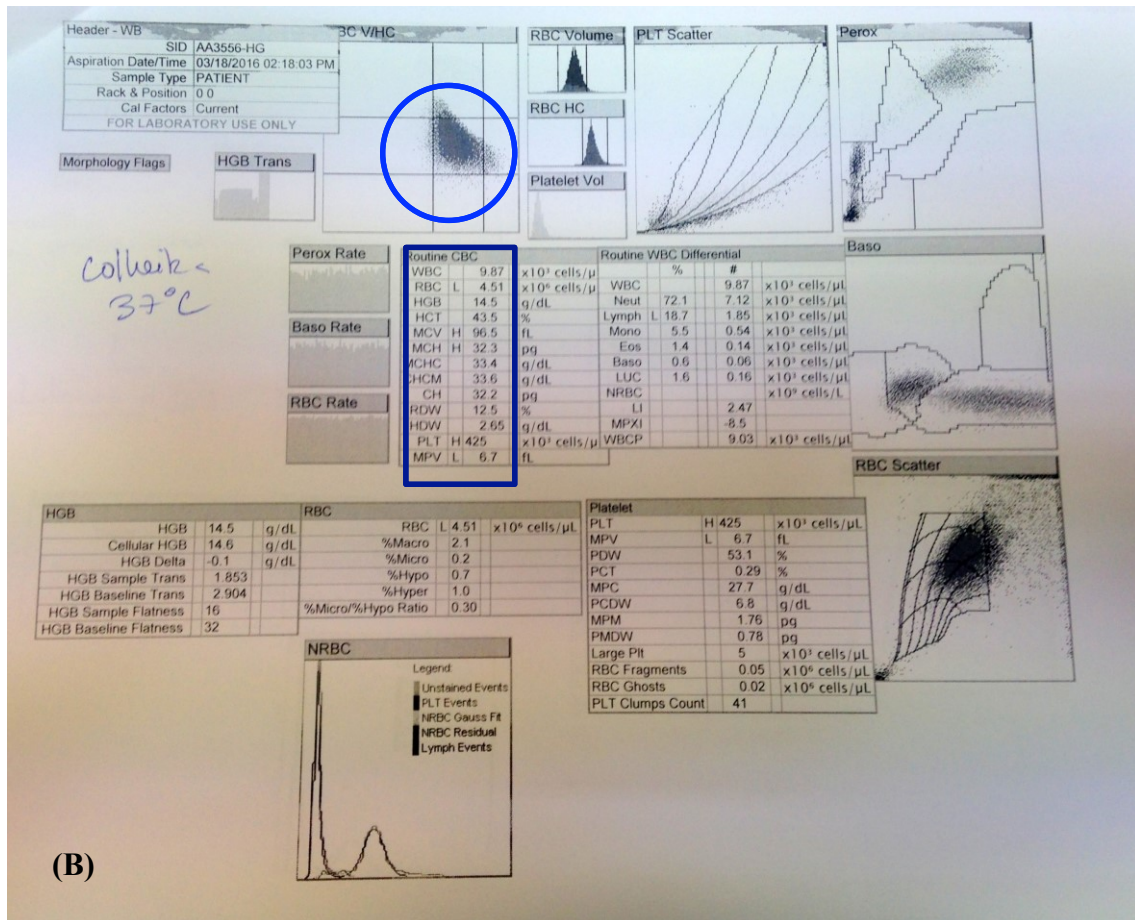 Header - WB
SID AA3556-HG
Aspiration Date/Time 03/18/2016 02:18:03 PM
Sample Type PATIENT
Rack & Position 0 0
Cal Factors Current
FOR LABORATORY USE ONLY
BC V/HC
RBC Volume
PLT Scatter
Perox
RBC HC
Morphology Flags
HGB Trans
Platelet Vol
37°C
Perox Rate
Baso Rate
RBC Rate
Routine CBC
WBC 9.87 x10³ cells/µ
RBC L 4.51 x10⁶ cells/µ
HGB 14.5 g/dL
HCT 43.5 %
MCV H 96.5 fL
MCH H 32.3 pg
MCHC 33.4 g/dL
CHCM 33.6 g/dL
CH 32.2 pg
RDW 12.5 %
HDW 2.65 g/dL
PLT H 425 x10³ cells/µ
MPV L 6.7 fL
Routine WBC Differential
% #
WBC 9.87 x10³ cells/µL
Neut 72.1 7.12 x10³ cells/µL
Lymph L 18.7 1.85 x10³ cells/µL
Mono 5.5 0.54 x10³ cells/µL
Eos 1.4 0.14 x10³ cells/µL
Baso 0.6 0.06 x10³ cells/µL
LUC 1.6 0.16 x10³ cells/µL
NRBC x10⁹ cells/L
LI 2.47
MPXI -8.5
WBCP 9.03 x10³ cells/µL
Baso
RBC Scatter
HGB
HGB 14.5 g/dL
Cellular HGB 14.6 g/dL
HGB Delta -0.1 g/dL
HGB Sample Trans 1.853
HGB Baseline Trans 2.904
HGB Sample Flatness 16
HGB Baseline Flatness 32
RBC
RBC L 4.51 x10⁶ cells/µL
%Macro 2.1
%Micro 0.2
%Hypo 0.7
%Hyper 1.0
%Micro/%Hypo Ratio 0.30
Platelet
PLT H 425 x10³ cells/µL
MPV L 6.7 fL
PDW 53.1 %
PCT 0.29 %
MPC 27.7 g/dL
PCDW 6.8 g/dL
MPM 1.76 pg
PMDW 0.78 pg
Large Plt 5 x10³ cells/µL
RBC Fragments 0.05 x10⁶ cells/µL
RBC Ghosts 0.02 x10⁶ cells/µL
PLT Clumps Count 41
NRBC
Legend:
Unstained Events
PLT Events
NRBC Gauss Fit
NRBC Residual
Lymph Events
(B)